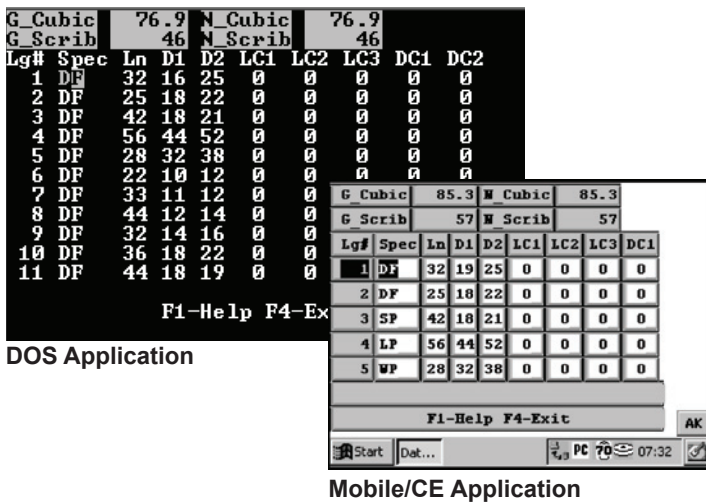 G_Cubic 76.9 N_Cubic 76.9
G_Scrib 46 N_Scrib 46
Lg# Spec Ln D1 D2 LC1 LC2 LC3 DC1 DC2
1 DF 32 16 25 0 0 0 0 0
2 DF 25 18 22 0 0 0 0 0
3 DF 42 18 21 0 0 0 0 0
4 DF 56 44 52 0 0 0 0 0
5 DF 28 32 38 0 0 0 0 0
6 DF 22 10 12 0 0 0 0 0
7 DF 33 11 12 0 0
8 DF 44 12 14 0 0
9 DF 32 14 16 0 0
10 DF 36 18 22 0 0
11 DF 44 18 19 0 0
F1-Help F4-Ex
DOS Application
G_Cubic 85.3 N_Cubic 85.3
G_Scrib 57 N_Scrib 57
Lg# Spec Ln D1 D2 LC1 LC2 LC3 DC1
1 DF 32 19 25 0 0 0 0
2 DF 25 18 22 0 0 0 0
3 SP 42 18 21 0 0 0 0
4 LP 56 44 52 0 0 0 0
5 WP 28 32 38 0 0 0 0
F1-Help F4-Exit
AK
Start Dat... PC 70 07:32
Mobile/CE Application